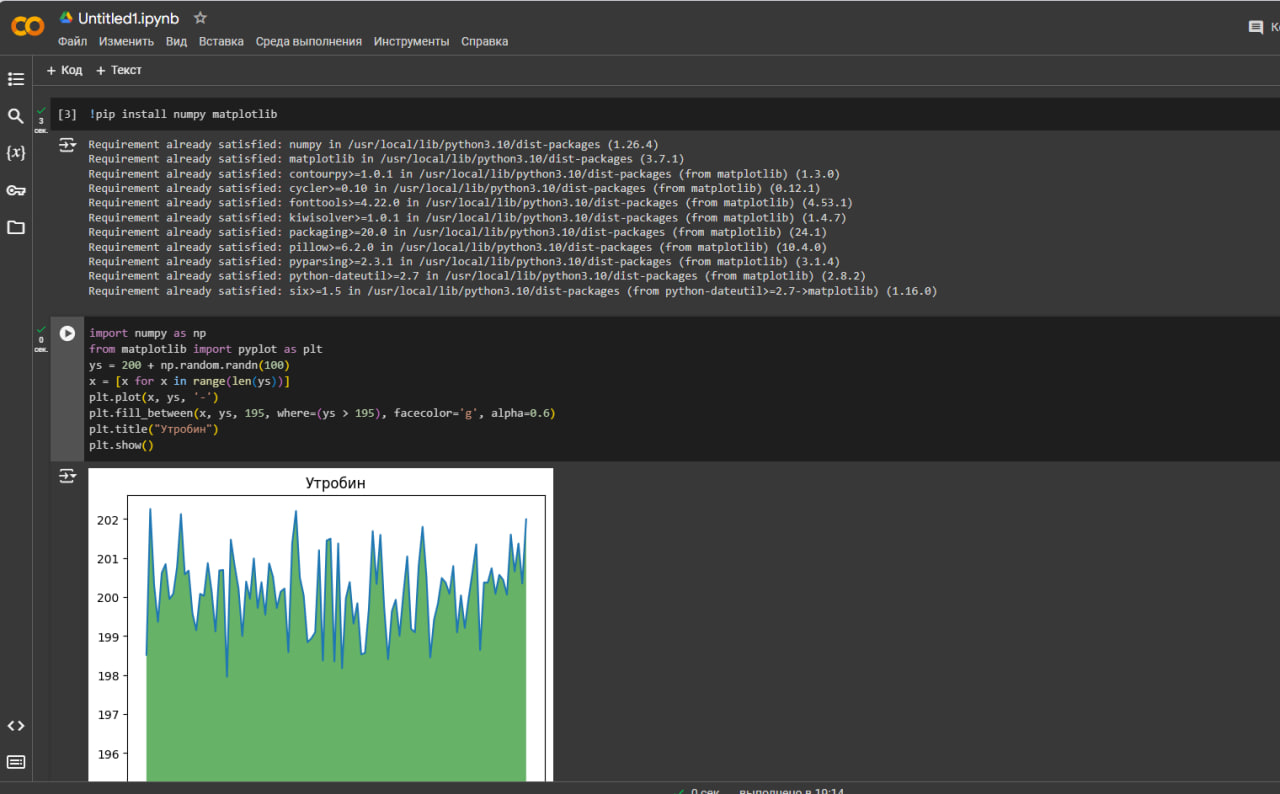 Untitled1.ipynb
Файл Изменить Вид Вставка Среда выполнения Инструменты Справка
+ Код + Текст
3 сек.
[3] !pip install numpy matplotlib
Requirement already satisfied: numpy in /usr/local/lib/python3.10/dist-packages (1.26.4)
Requirement already satisfied: matplotlib in /usr/local/lib/python3.10/dist-packages (3.7.1)
Requirement already satisfied: contourpy>=1.0.1 in /usr/local/lib/python3.10/dist-packages (from matplotlib) (1.3.0)
Requirement already satisfied: cycler>=0.10 in /usr/local/lib/python3.10/dist-packages (from matplotlib) (0.12.1)
Requirement already satisfied: fonttools>=4.22.0 in /usr/local/lib/python3.10/dist-packages (from matplotlib) (4.53.1)
Requirement already satisfied: kiwisolver>=1.0.1 in /usr/local/lib/python3.10/dist-packages (from matplotlib) (1.4.7)
Requirement already satisfied: packaging>=20.0 in /usr/local/lib/python3.10/dist-packages (from matplotlib) (24.1)
Requirement already satisfied: pillow>=6.2.0 in /usr/local/lib/python3.10/dist-packages (from matplotlib) (10.4.0)
Requirement already satisfied: pyparsing>=2.3.1 in /usr/local/lib/python3.10/dist-packages (from matplotlib) (3.1.4)
Requirement already satisfied: python-dateutil>=2.7 in /usr/local/lib/python3.10/dist-packages (from matplotlib) (2.8.2)
Requirement already satisfied: six>=1.5 in /usr/local/lib/python3.10/dist-packages (from python-dateutil>=2.7->matplotlib) (1.16.0)
0 сек.
import numpy as np
from matplotlib import pyplot as plt
ys = 200 + np.random.randn(100)
x = [x for x in range(len(ys))]
plt.plot(x, ys, '-')
plt.fill_between(x, ys, 195, where=(ys > 195), facecolor='g', alpha=0.6)
plt.title("Утробин")
plt.show()
Утробин
202
201
200
199
198
197
196
0 сек. выполнено в 19:14